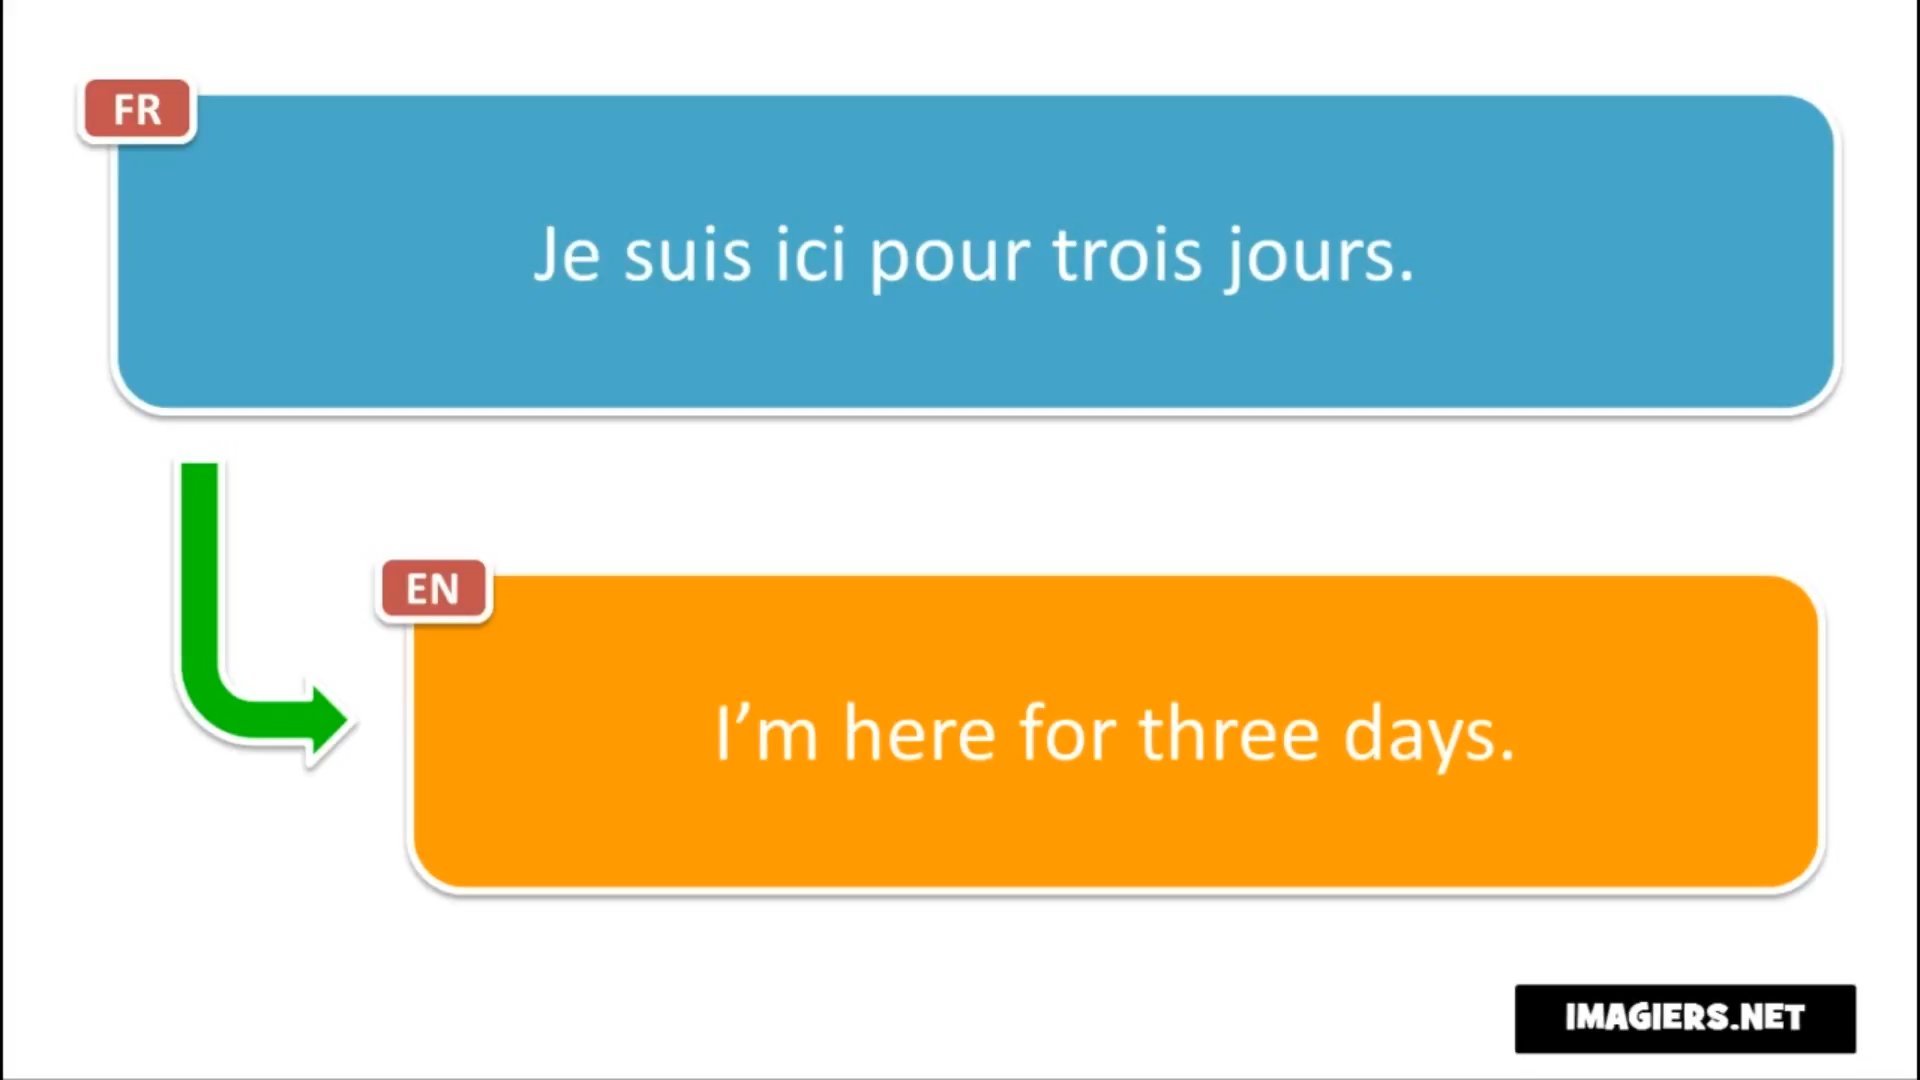 FR
Je suis ici pour trois jours.
EN
I’m here for three days.
IMAGIERS.NET